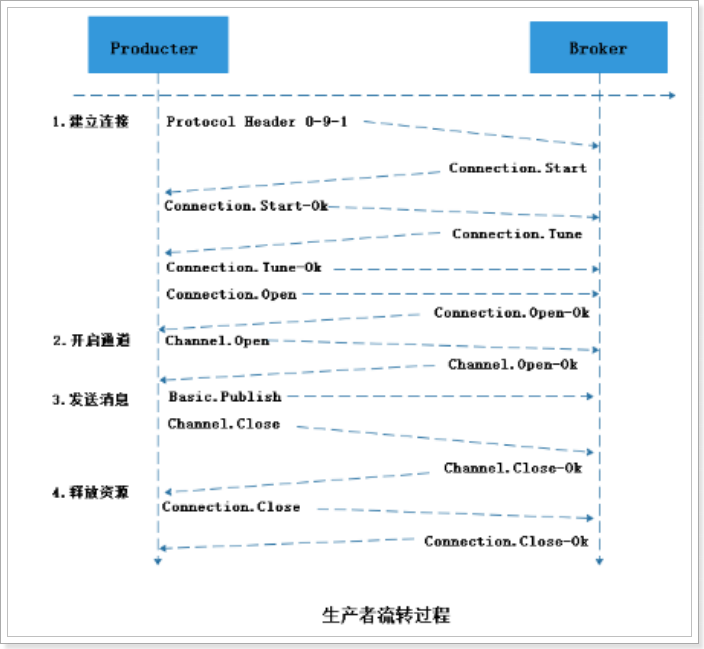 Producter
Broker
1.建立连接
Protocol Header 0-9-1
Connection.Start
Connection.Start-Ok
Connection.Tune
Connection.Tune-Ok
Connection.Open
Connection.Open-Ok
2.开启通道
Channel.Open
Channel.Open-Ok
3.发送消息
Basic.Publish
Channel.Close
Channel.Close-Ok
4.释放资源
Connection.Close
Connection.Close-Ok
生产者流转过程